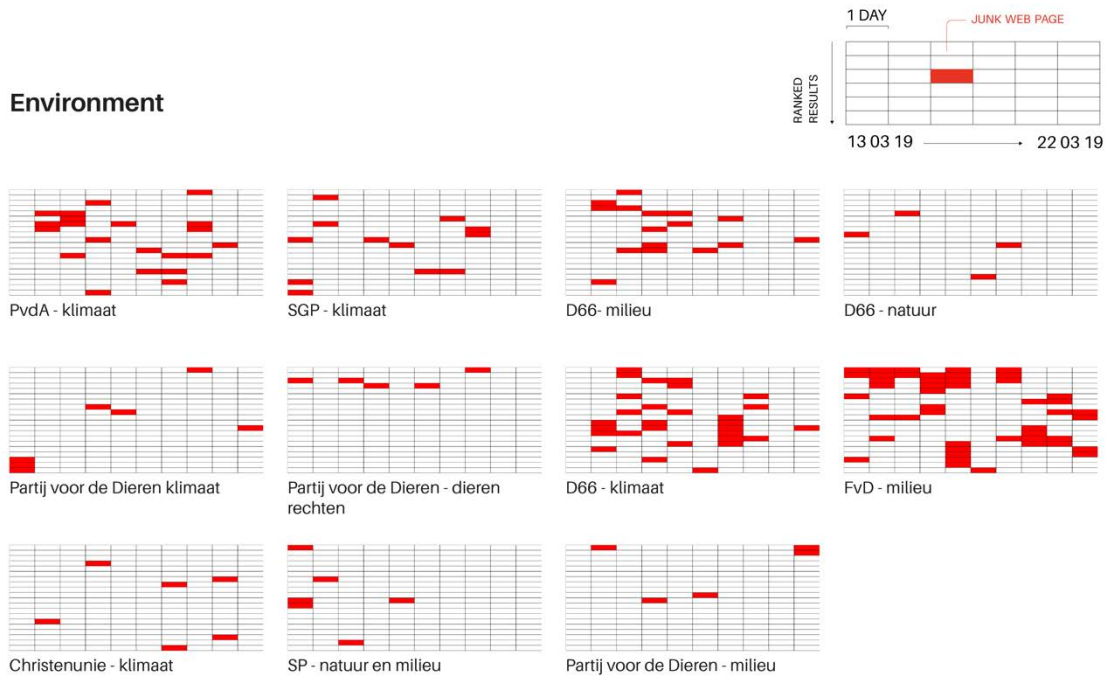 1 DAY
JUNK WEB PAGE
RANKED
RESULTS
13 03 19
22 03 19
Environment
PvdA - klimaat
SGP - klimaat
D66- milieu
D66 - natuur
Partij voor de Dieren klimaat
Partij voor de Dieren - dieren
rechten
D66 - klimaat
FvD - milieu
Christenunie - klimaat
SP - natuur en milieu
Partij voor de Dieren - milieu